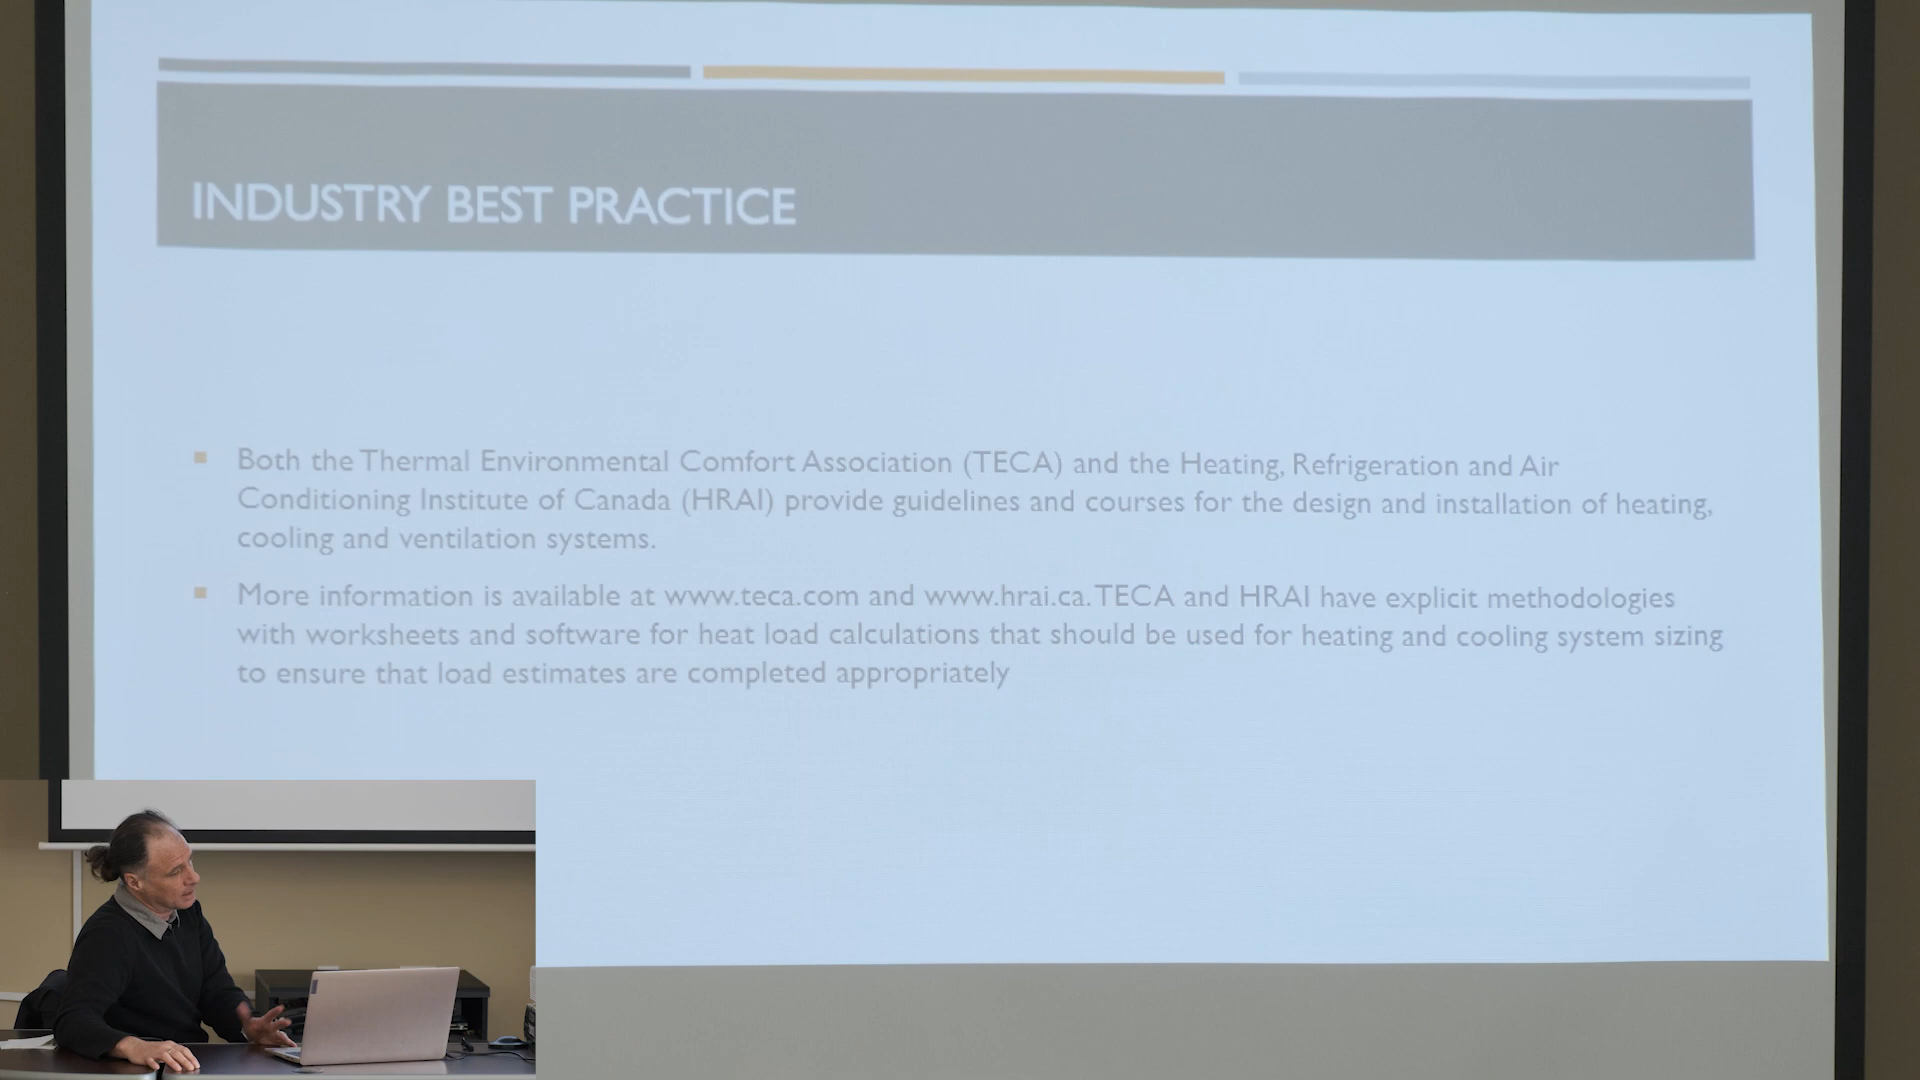 INDUSTRY BEST PRACTICE
Both the Thermal Environmental Comfort Association (TECA) and the Heating, Refrigeration and Air
Conditioning Institute of Canada (HRAI) provide guidelines and courses for the design and installation of heating,
cooling and ventilation systems.
More information is available at www.teca.com and www.hrai.ca. TECA and HRAI have explicit methodologies
with worksheets and software for heat load calculations that should be used for heating and cooling system sizing
to ensure that load estimates are completed appropriately